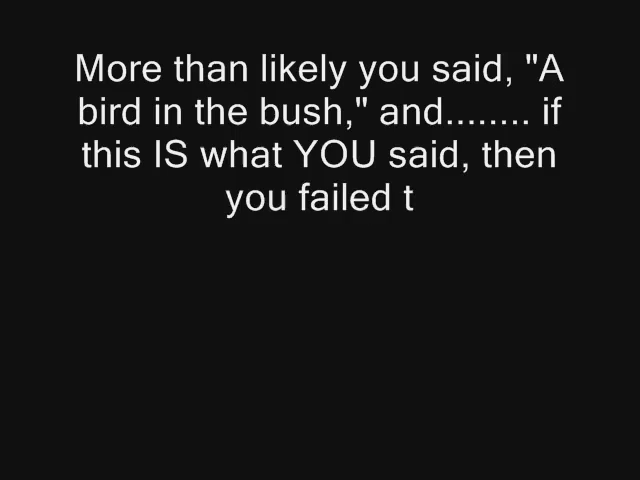 More than likely you said, "A
bird in the bush," and........ if
this IS what YOU said, then
you failed t